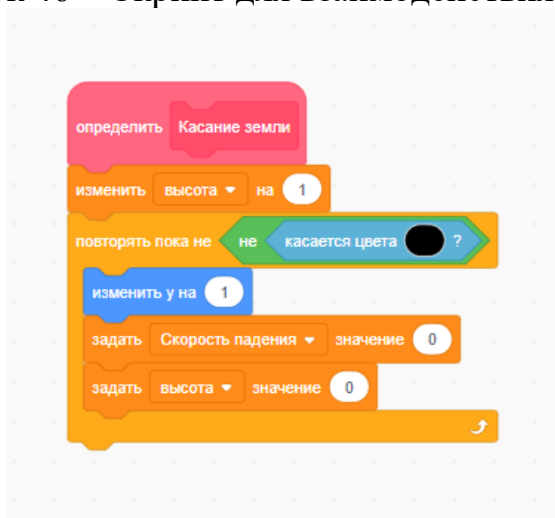 определить Касание земли
изменить высота на 1
повторять пока не не касается цвета ?
изменить y на 1
задать Скорость падения значение 0
задать высота значение 0